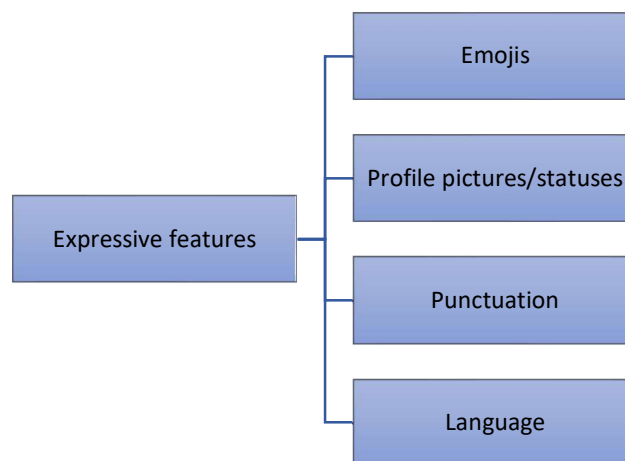 Emojis
Profile pictures/statuses
Expressive features
Punctuation
Language